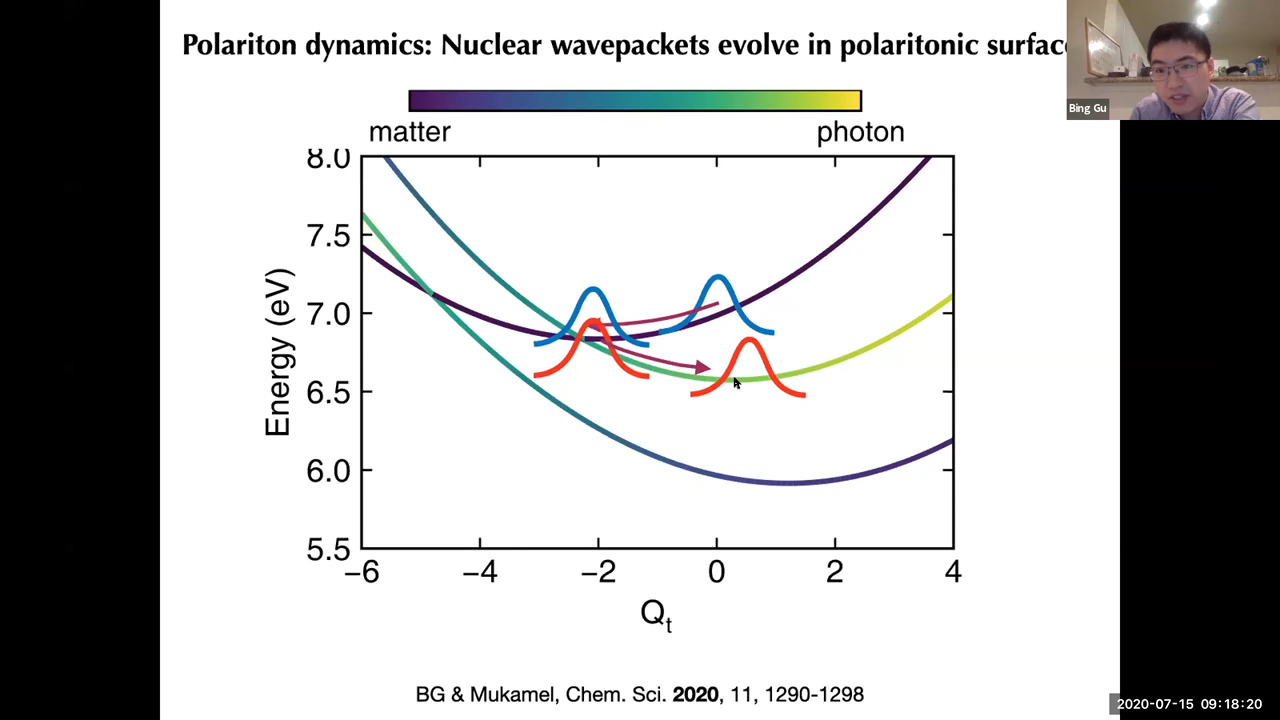 Polariton dynamics: Nuclear wavepackets evolve in polaritonic surfac
Bing Gu
matter photon
8.0
7.5
7.0
6.5
6.0
5.5
Energy (eV)
−6 −4 −2 0 2 4
Qt
BG & Mukamel, Chem. Sci. 2020, 11, 1290-1298
2020-07-15 09:18:20